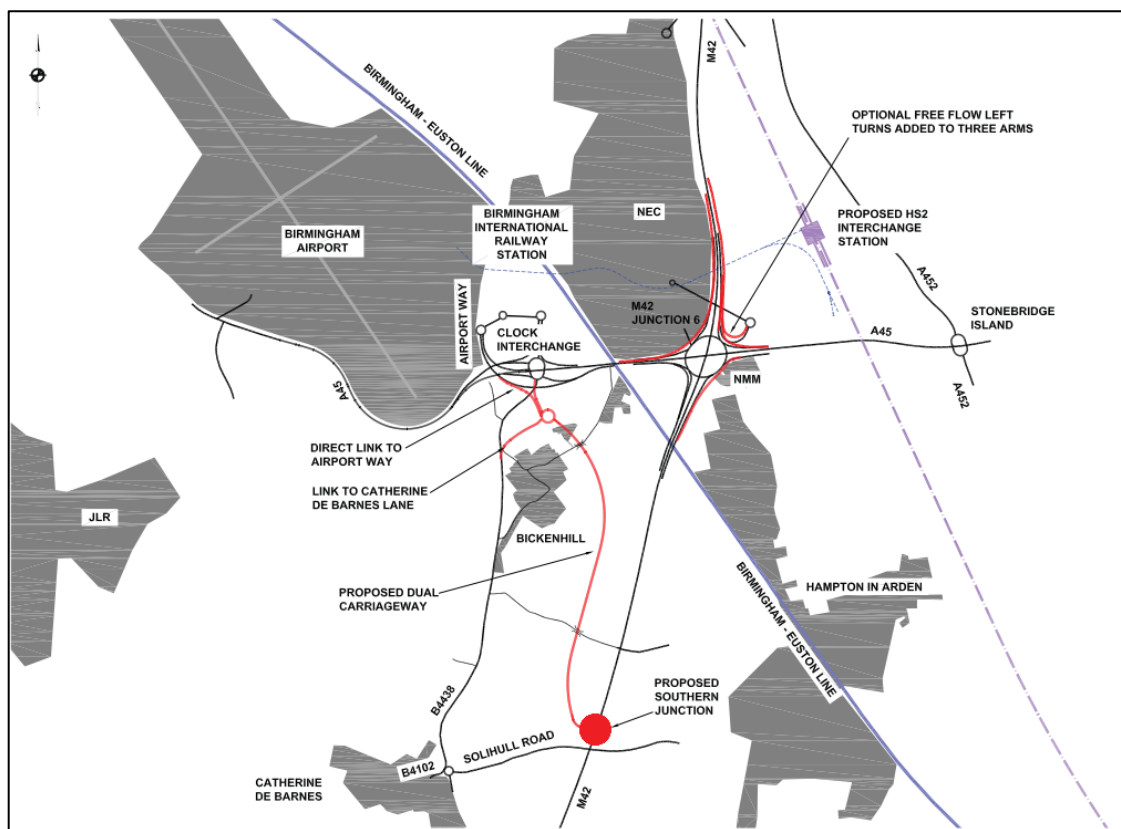 M42
BIRMINGHAM - EUSTON LINE
OPTIONAL FREE FLOW LEFT
TURNS ADDED TO THREE ARMS
BIRMINGHAM
AIRPORT
BIRMINGHAM
INTERNATIONAL
RAILWAY
STATION
NEC
PROPOSED HS2
INTERCHANGE
STATION
A452
AIRPORT WAY
CLOCK
INTERCHANGE
M42
JUNCTION 6
STONEBRIDGE
ISLAND
A45
A45
NMM
A452
DIRECT LINK TO
AIRPORT WAY
LINK TO CATHERINE
DE BARNES LANE
JLR
BICKENHILL
PROPOSED DUAL
CARRIAGEWAY
HAMPTON IN ARDEN
BIRMINGHAM - EUSTON LINE
PROPOSED
SOUTHERN
JUNCTION
B4438
SOLIHULL ROAD
B4102
CATHERINE
DE BARNES
M42